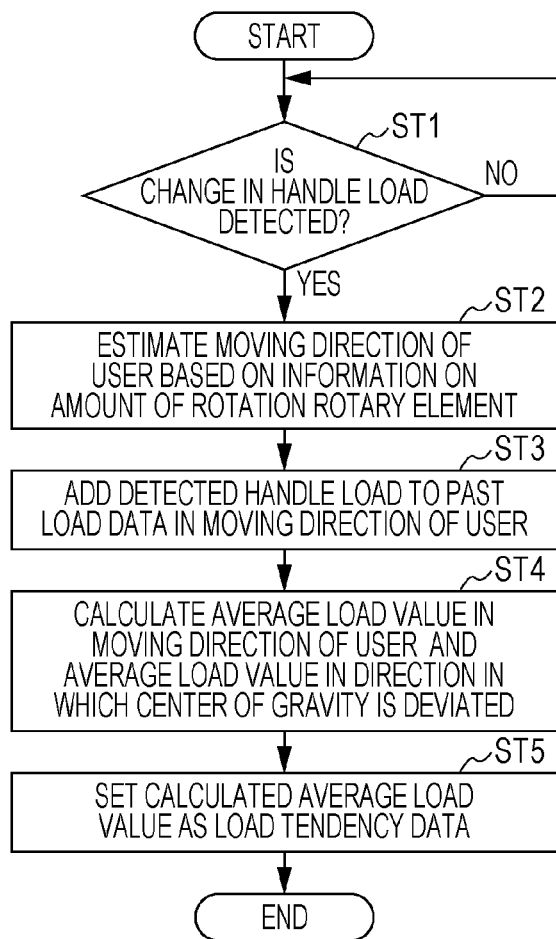 START
ST1
IS
CHANGE IN HANDLE LOAD
DETECTED?
NO
YES
ST2
ESTIMATE MOVING DIRECTION OF
USER BASED ON INFORMATION ON
AMOUNT OF ROTATION ROTARY ELEMENT
ST3
ADD DETECTED HANDLE LOAD TO PAST
LOAD DATA IN MOVING DIRECTION OF USER
ST4
CALCULATE AVERAGE LOAD VALUE IN
MOVING DIRECTION OF USER AND
AVERAGE LOAD VALUE IN DIRECTION IN
WHICH CENTER OF GRAVITY IS DEVIATED
ST5
SET CALCULATED AVERAGE LOAD
VALUE AS LOAD TENDENCY DATA
END